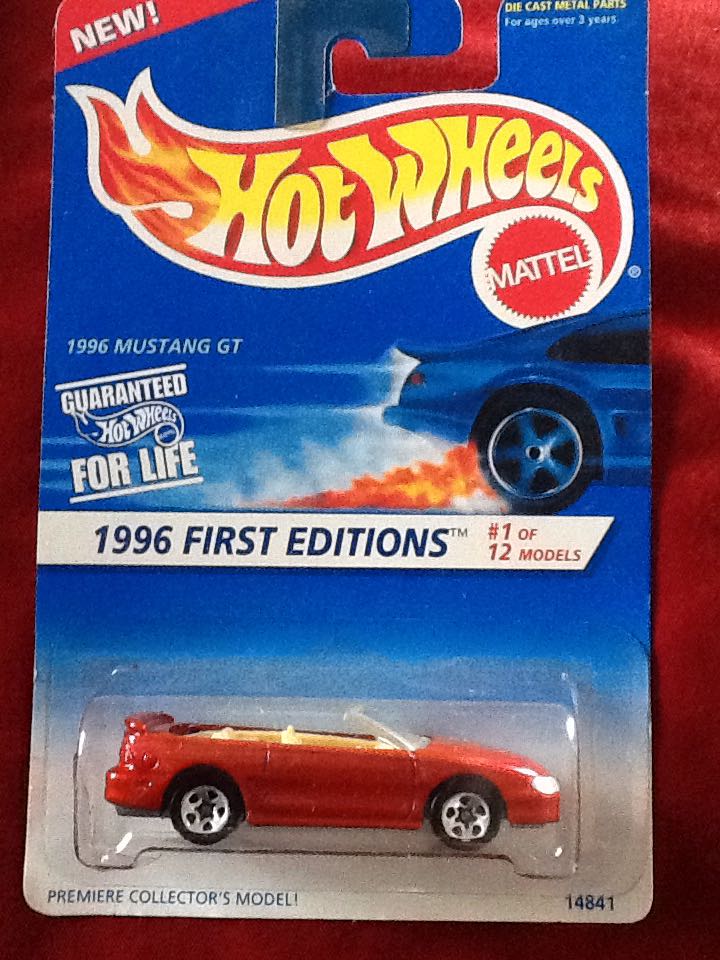 NEW!
DIE CAST METAL PARTS
For ages over 3 years
HOT WHEELS
MATTEL
®
1996 MUSTANG GT
GUARANTEED
HOT WHEELS
FOR LIFE
1996 FIRST EDITIONS™
#1 OF
12 MODELS
PREMIERE COLLECTOR'S MODEL!
14841